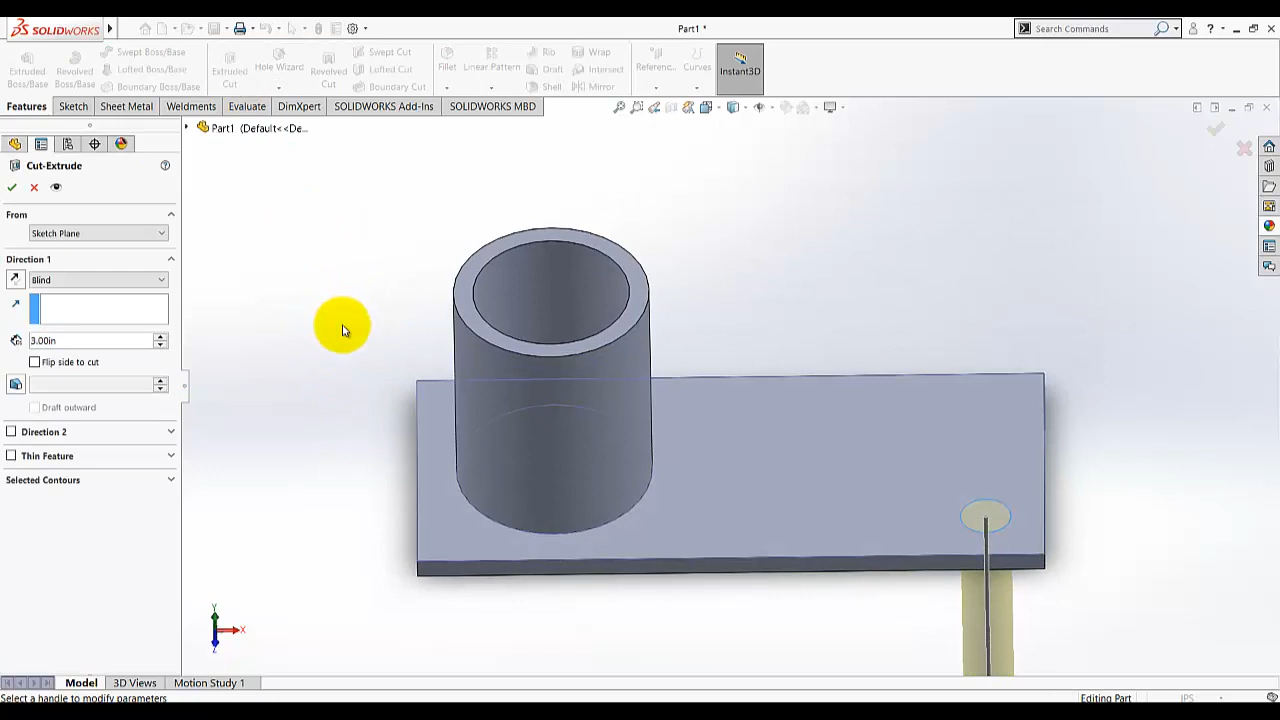 SOLIDWORKS
Part1 *
Search Commands
?
Extruded Boss/Base
Revolved Boss/Base
Swept Boss/Base
Lofted Boss/Base
Boundary Boss/Base
Extruded Cut
Hole Wizard
Revolved Cut
Swept Cut
Lofted Cut
Boundary Cut
Fillet
Linear Pattern
Rib
Draft
Shell
Wrap
Intersect
Mirror
Referenc...
Curves
Instant3D
Features
Sketch
Sheet Metal
Weldments
Evaluate
DimXpert
SOLIDWORKS Add-Ins
SOLIDWORKS MBD
Part1 (Default<<De...
Cut-Extrude
?
From
Sketch Plane
Direction 1
Blind
3.00in
Flip side to cut
Draft outward
Direction 2
Thin Feature
Selected Contours
Y
X
Z
Model
3D Views
Motion Study 1
Select a handle to modify parameters
Editing Part
IPS